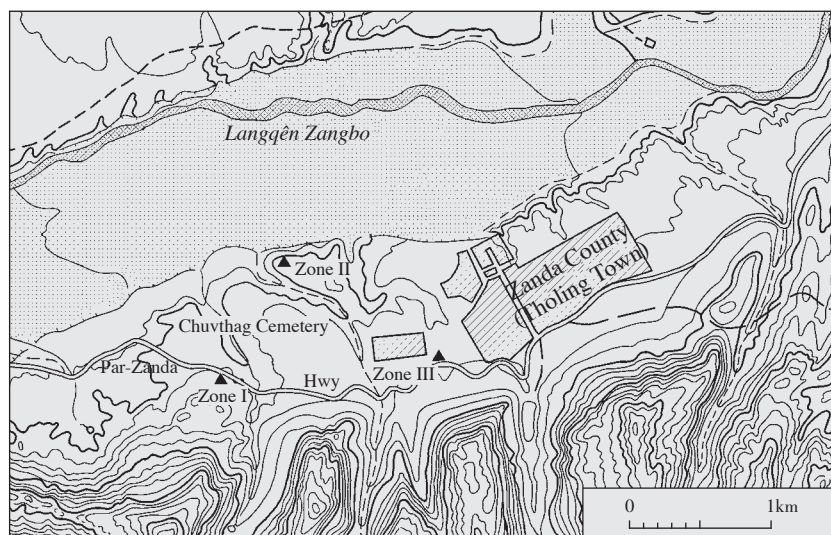 Langqên Zangbo
Zone II
Zanda County
(Tholing Town)
Chuvthag Cemetery
Par-Zanda
Zone I
Hwy
Zone III
0
1km